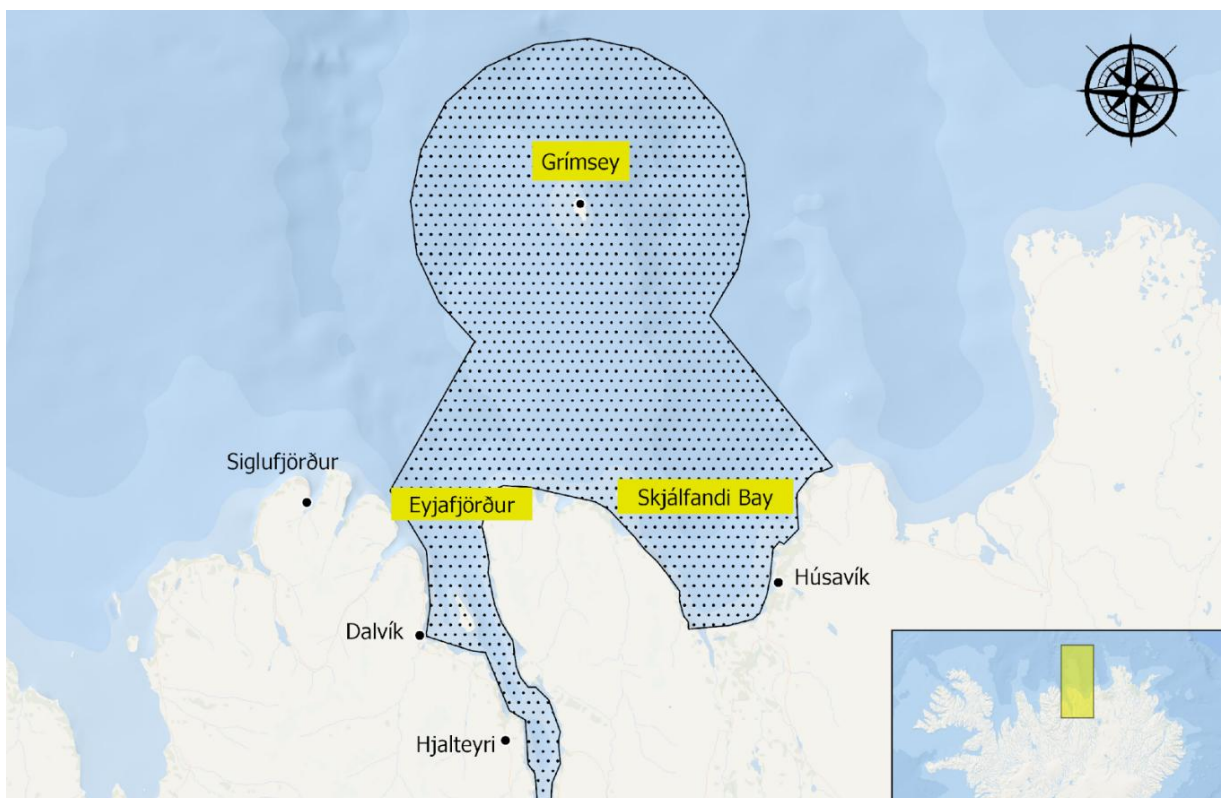 Grímsey
Siglufjörður
Eyjafjörður
Skjálfandi Bay
Húsavík
Dalvík
Hjalteyri